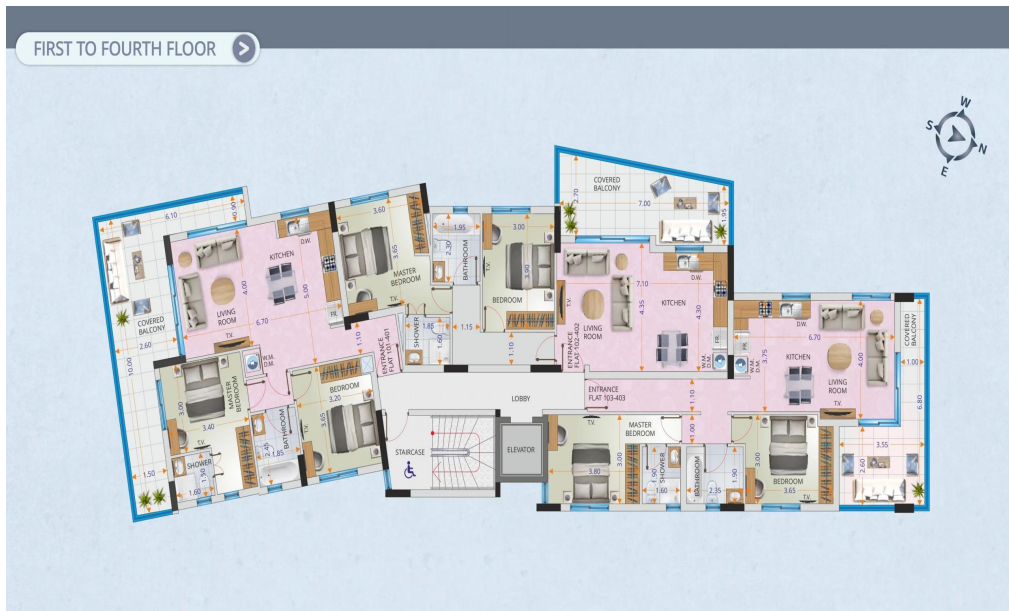 FIRST TO FOURTH FLOOR
W
S
N
E
COVERED
BALCONY
2.70
7.00
1.95
6.10
0.90
D.W.
KITCHEN
4.00
5.00
LIVING
ROOM
6.70
T.V.
FR.
COVERED
BALCONY
2.60
10.00
1.50
3.60
3.65
MASTER
BEDROOM
T.V.
1.95
2.30
BATHROOM
3.00
T.V.
3.90
BEDROOM
1.85
SHOWER
1.60
1.15
1.10
1.10
ENTRANCE
FLAT 101-401
W.M.
D.M.
3.00
MASTER
BEDROOM
3.40
T.V.
SHOWER
1.90
1.60
BATHROOM
2.45
1.85
BEDROOM
3.20
T.V.
3.65
7.10
D.W.
T.V.
4.35
KITCHEN
4.30
LIVING
ROOM
FR.
W.M.
D.M.
ENTRANCE
FLAT 102-402
LOBBY
ENTRANCE
FLAT 103-403
STAIRCASE
ELEVATOR
1.10
1.00
D.W.
6.70
FR.
3.75
KITCHEN
4.00
LIVING
ROOM
T.V.
W.M.
D.M.
COVERED
BALCONY
1.00
6.80
3.55
2.60
T.V.
MASTER
BEDROOM
3.80
3.00
1.90
SHOWER
1.60
BATHROOM
1.90
2.35
T.V.
3.00
BEDROOM
3.65